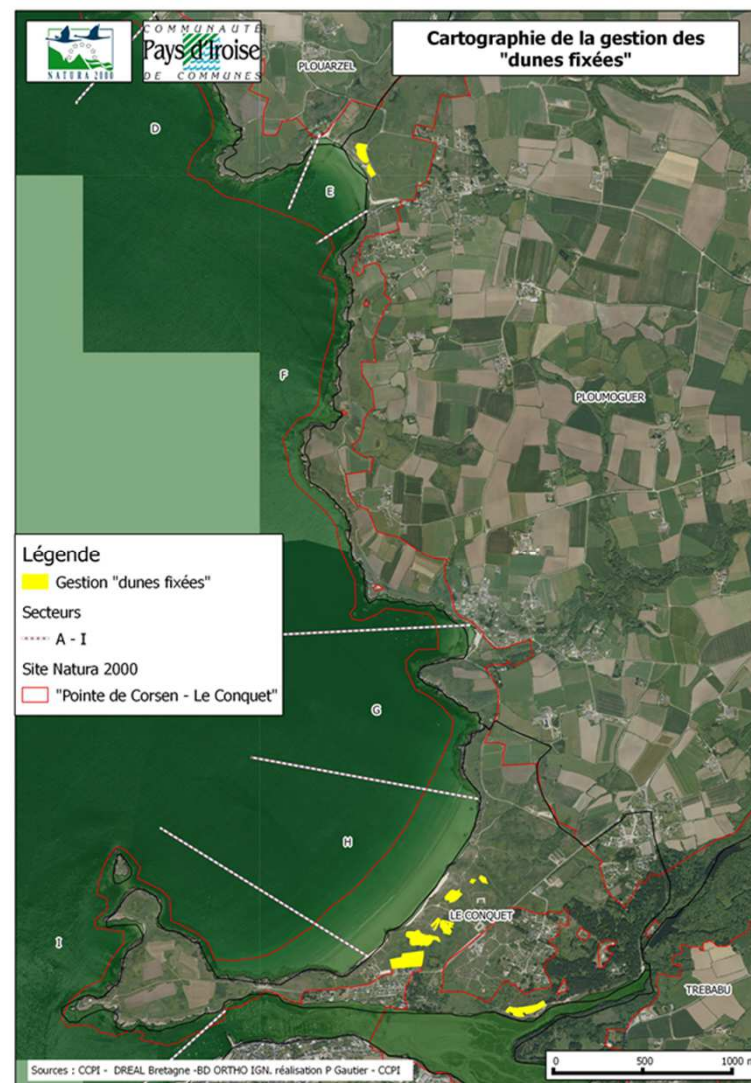 NATURA 2000
COMMUNAUTÉ
Pays d'Iroise
DE COMMUNES
Cartographie de la gestion des
"dunes fixées"
PLOUARZEL
D
E
F
PLOUMOGUER
Légende
Gestion "dunes fixées"
Secteurs
A - I
Site Natura 2000
"Pointe de Corsen - Le Conquet"
G
H
LE CONQUET
I
TREBABU
Sources : CCPI - DREAL Bretagne -BD ORTHO IGN. réalisation P Gautier - CCPI
0 500 1000 m